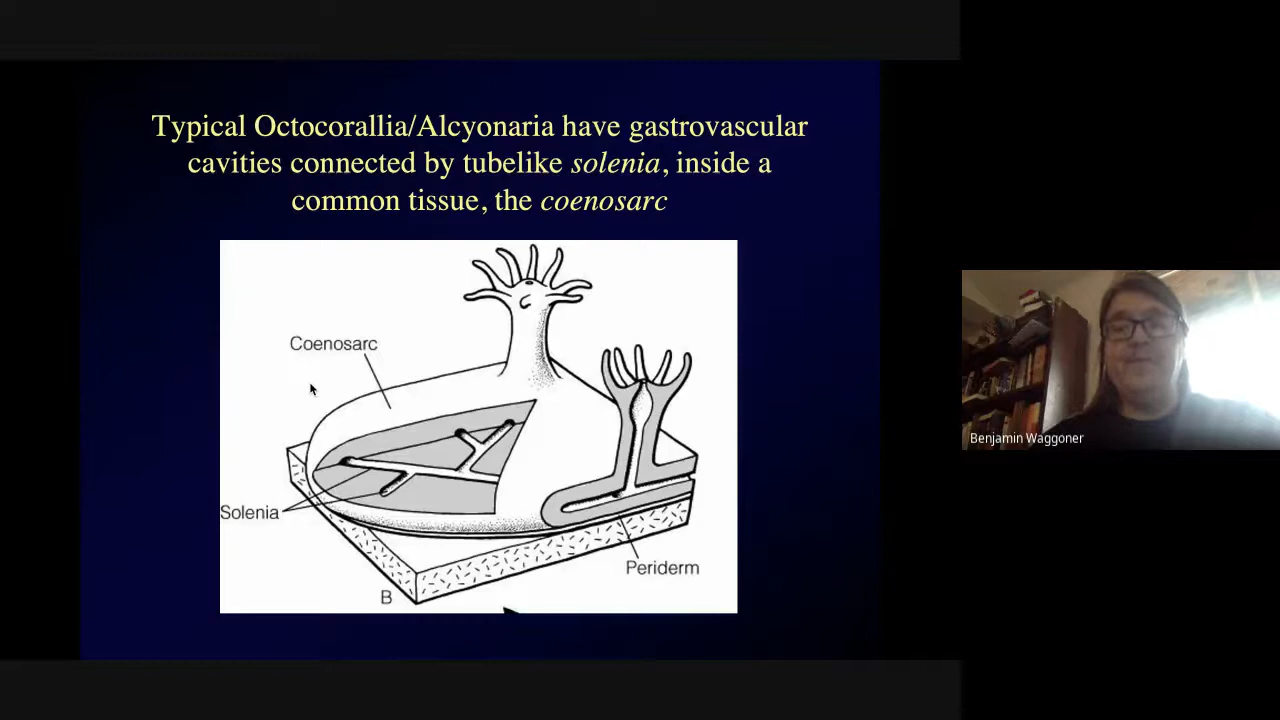 Typical Octocorallia/Alcyonaria have gastrovascular
cavities connected by tubelike solenia, inside a
common tissue, the coenosarc
Coenosarc
Solenia
Periderm
B
Benjamin Waggoner